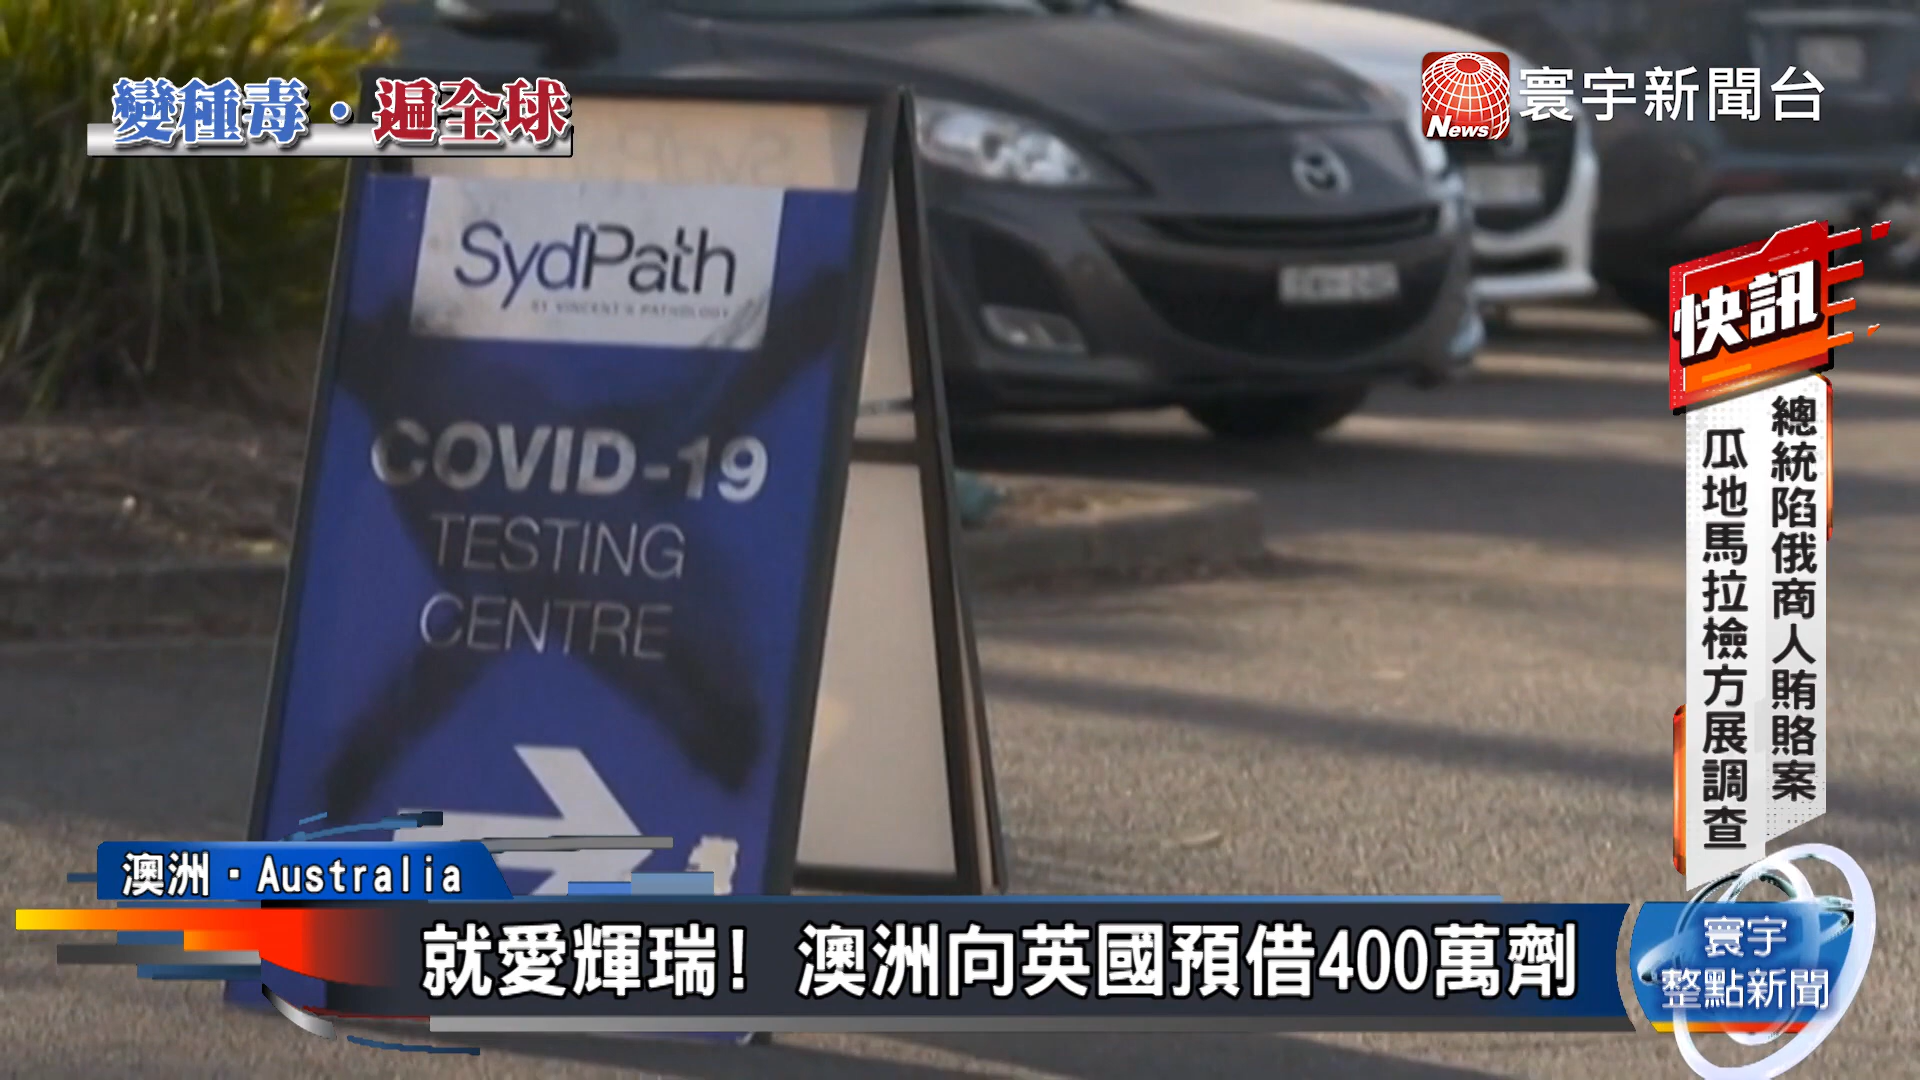 變種毒·遍全球
News 寰宇新聞台
SydPath
ST VINCENT'S PATHOLOGY
COVID-19
TESTING
CENTRE
快訊
總統陷俄商人賄賂案
瓜地馬拉檢方展調查
澳洲·Australia
就愛輝瑞! 澳洲向英國預借400萬劑
寰宇
整點新聞